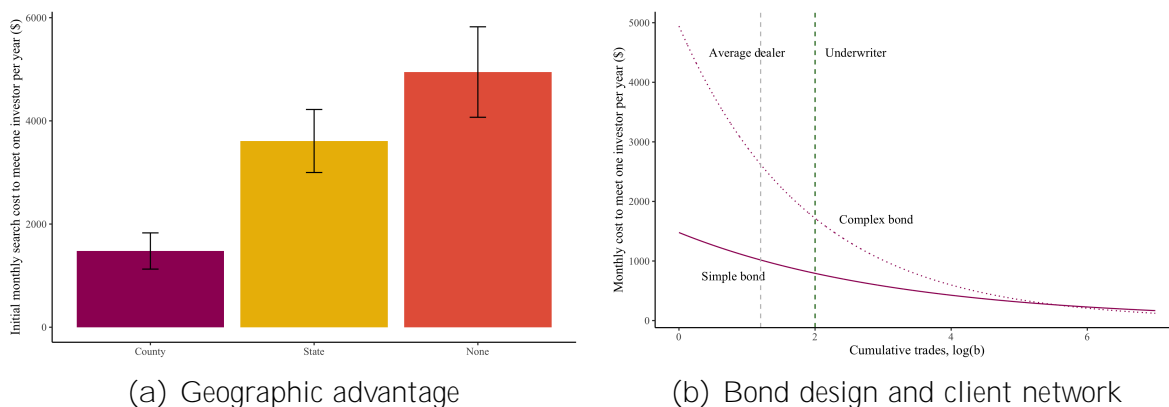 Initial monthly search cost to meet one investor per year ($)
6000
4000
2000
0
County State None
(a) Geographic advantage
Monthly cost to meet one investor per year ($)
5000
4000
3000
2000
1000
0
Average dealer Underwriter
Complex bond
Simple bond
0 2 4 6
Cumulative trades, log(b)
(b) Bond design and client network